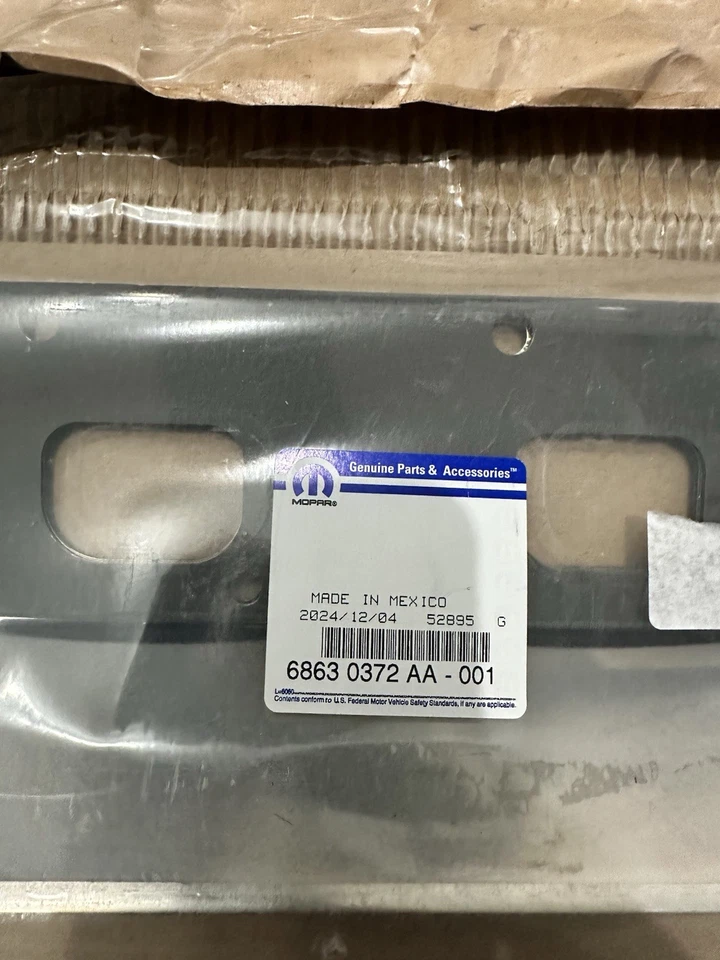 Genuine Parts & Accessories™
MOPAR®
MADE IN MEXICO
2024/12/04 52895 G
6863 0372 AA - 001
L-6060
Contents conform to U.S. Federal Motor Vehicle Safety Standards, if any are applicable.